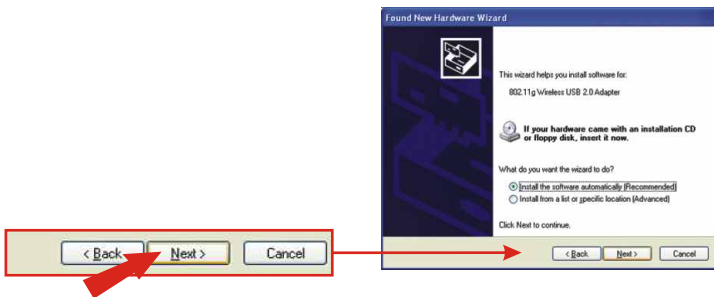 Found New Hardware Wizard
This wizard helps you install software for:
802.11g Wireless USB 2.0 Adapter
If your hardware came with an installation CD
or floppy disk, insert it now.
What do you want the wizard to do?
Install the software automatically (Recommended)
Install from a list or specific location (Advanced)
Click Next to continue.
< Back Next > Cancel
< Back Next > Cancel